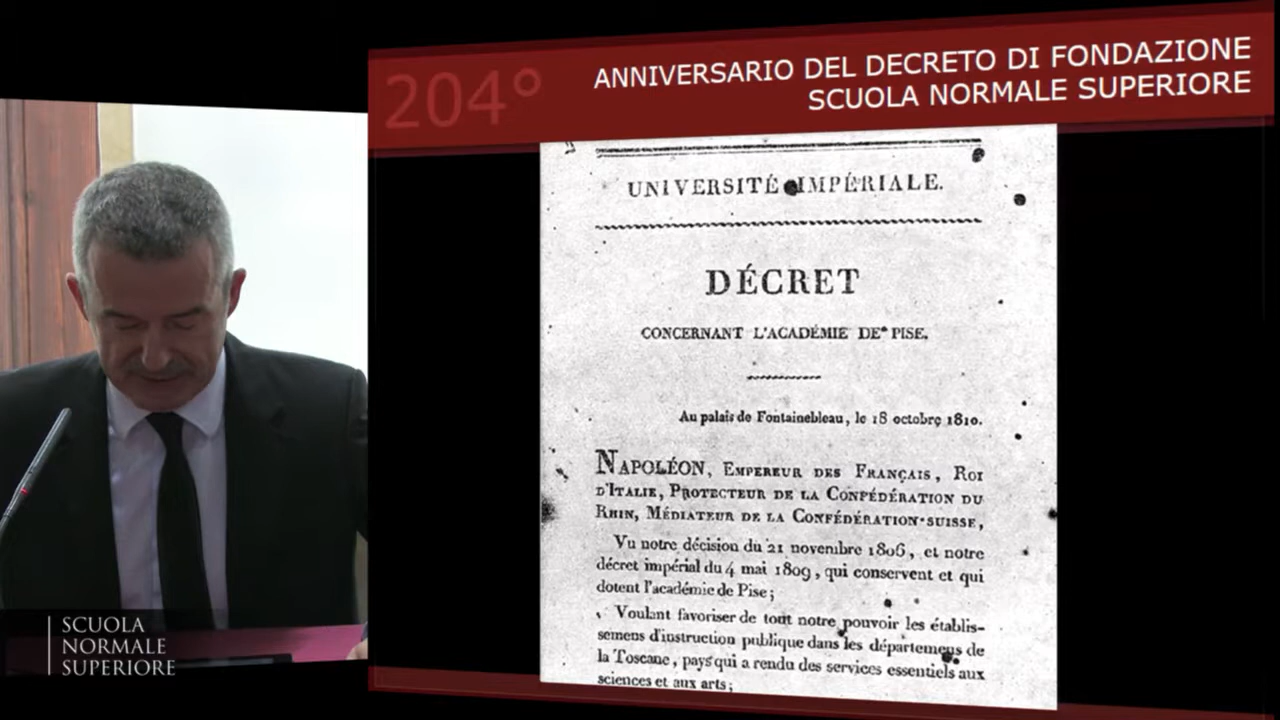 204°
ANNIVERSARIO DEL DECRETO DI FONDAZIONE
SCUOLA NORMALE SUPERIORE
UNIVERSITÉ IMPÉRIALE.
DÉCRET
CONCERNANT L'ACADÉMIE DE PISE.
Au palais de Fontainebleau, le 18 octobre 1810.
NAPOLÉON, EMPEREUR DES FRANÇAIS, ROI
D'ITALIE, PROTECTEUR DE LA CONFÉDÉRATION DU
RHIN, MÉDIATEUR DE LA CONFÉDÉRATION-SUISSE,
Vu notre décision du 21 novembre 1806, et notre
décret impérial du 4 mai 1809, qui conservent et qui
dotent l'académie de Pise;
Voulant favoriser de tout notre pouvoir les établis-
semens d'instruction publique dans les départemens de
la Toscane, pays qui a rendu des services essentiels aux
sciences et aux arts;
SCUOLA
NORMALE
SUPERIORE